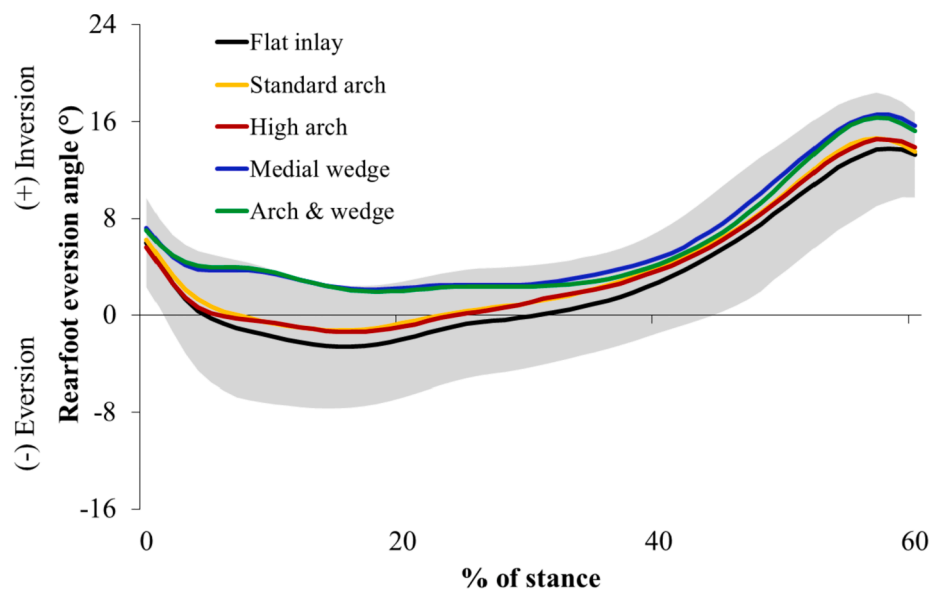 24
16
8
0
-8
-16
(+) Inversion
(-) Eversion
Rearfoot eversion angle (°)
Flat inlay
Standard arch
High arch
Medial wedge
Arch & wedge
0
20
40
60
% of stance